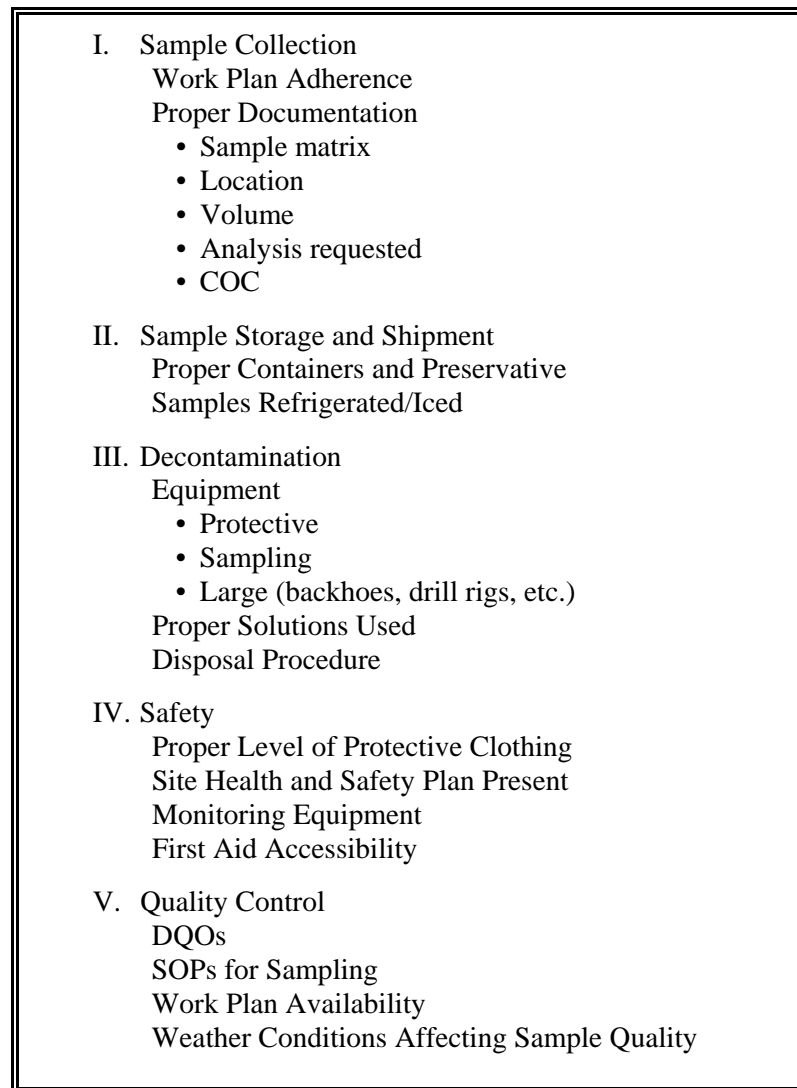 I. Sample Collection
Work Plan Adherence
Proper Documentation
• Sample matrix
• Location
• Volume
• Analysis requested
• COC
II. Sample Storage and Shipment
Proper Containers and Preservative
Samples Refrigerated/Iced
III. Decontamination
Equipment
• Protective
• Sampling
• Large (backhoes, drill rigs, etc.)
Proper Solutions Used
Disposal Procedure
IV. Safety
Proper Level of Protective Clothing
Site Health and Safety Plan Present
Monitoring Equipment
First Aid Accessibility
V. Quality Control
DQOs
SOPs for Sampling
Work Plan Availability
Weather Conditions Affecting Sample Quality